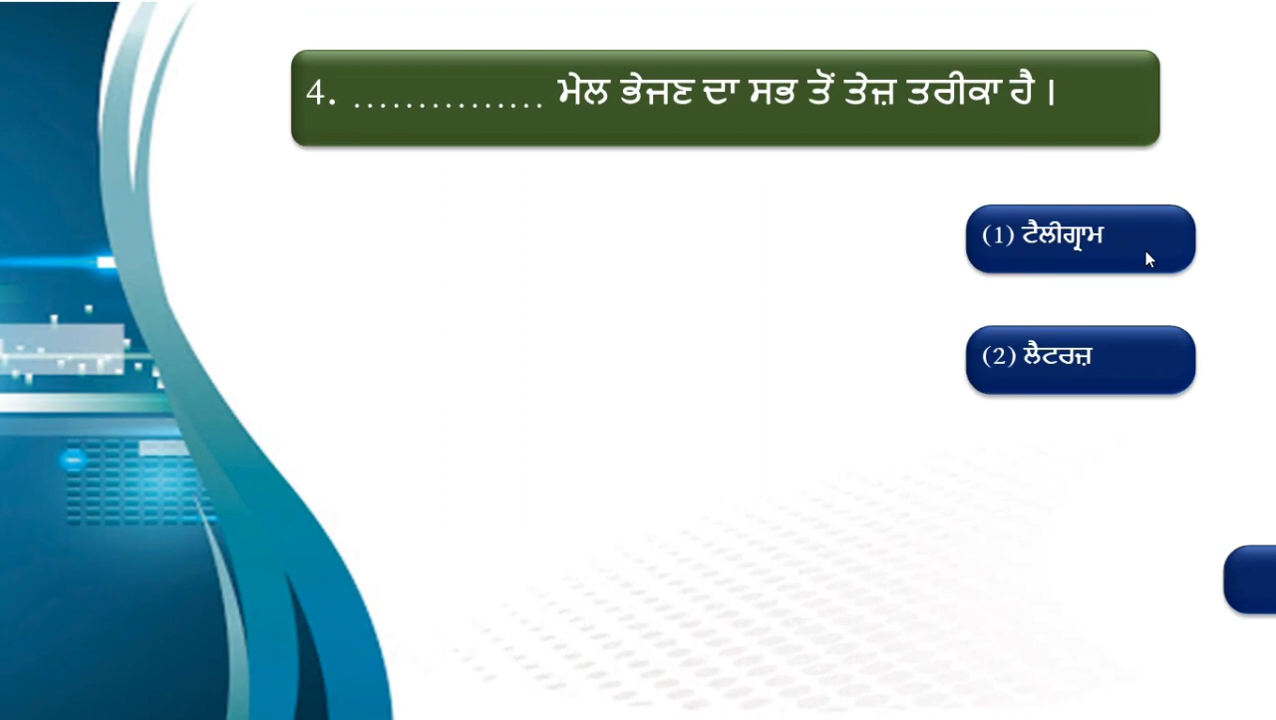 4. ............... ਮੇਲ ਭੇਜਣ ਦਾ ਸਭ ਤੋਂ ਤੇਜ਼ ਤਰੀਕਾ ਹੈ ।
(1) ਟੈਲੀਗ੍ਰਾਮ
(2) ਲੈਟਰਜ਼